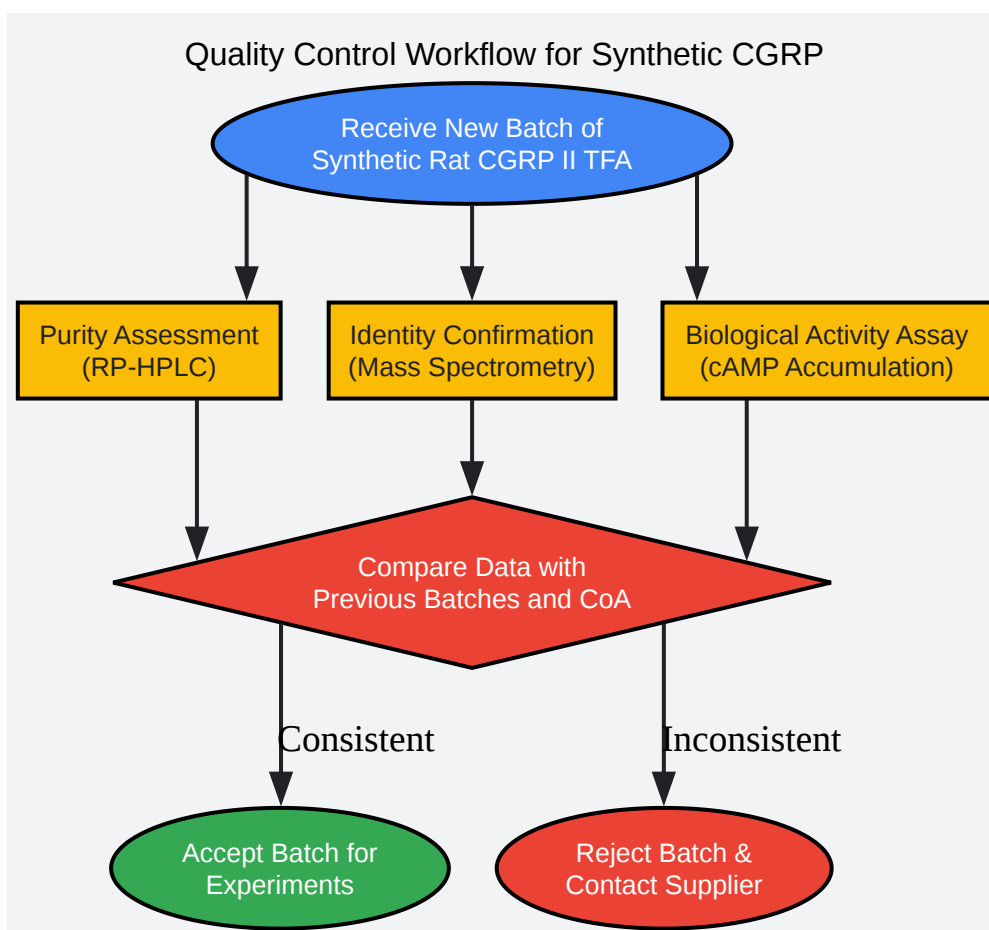 Quality Control Workflow for Synthetic CGRP
Receive New Batch of
Synthetic Rat CGRP II TFA
Purity Assessment
(RP-HPLC)
Identity Confirmation
(Mass Spectrometry)
Biological Activity Assay
(cAMP Accumulation)
Compare Data with
Previous Batches and CoA
Consistent
Inconsistent
Accept Batch for
Experiments
Reject Batch &
Contact Supplier